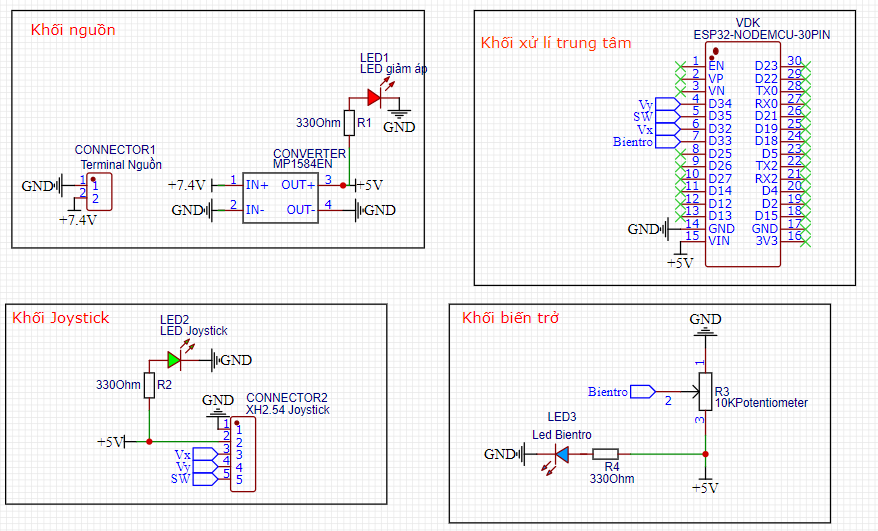 Khối nguồn
LED1
LED giảm áp
330Ohm
R1
GND
CONNECTOR1
Terminal Nguồn
GND
1
1
2
2
+7.4V
CONVERTER
MP1584EN
+7.4V
1
IN+
OUT+
3
+5V
GND
2
IN-
OUT-
4
GND
Khối xử lí trung tâm
VDK
ESP32-NODEMCU-30PIN
1
EN
D23
30
2
VP
D22
29
3
VN
TX0
28
Vy
4
D34
RX0
27
SW
5
D35
D21
26
Vx
6
D32
D19
25
Bientro
7
D33
D18
24
8
D25
D5
23
9
D26
TX2
22
10
D27
RX2
21
11
D14
D4
20
12
D12
D2
19
13
D13
D15
18
GND
14
GND
GND
17
15
VIN
3V3
16
+5V
Khối Joystick
LED2
LED Joystick
GND
330Ohm
R2
GND
CONNECTOR2
XH2.54 Joystick
1
1
+5V
2
2
Vx
3
3
Vy
4
4
SW
5
5
Khối biến trở
GND
1
Bientro
2
R3
10KPotentiometer
3
LED3
Led Bientro
GND
R4
330Ohm
+5V